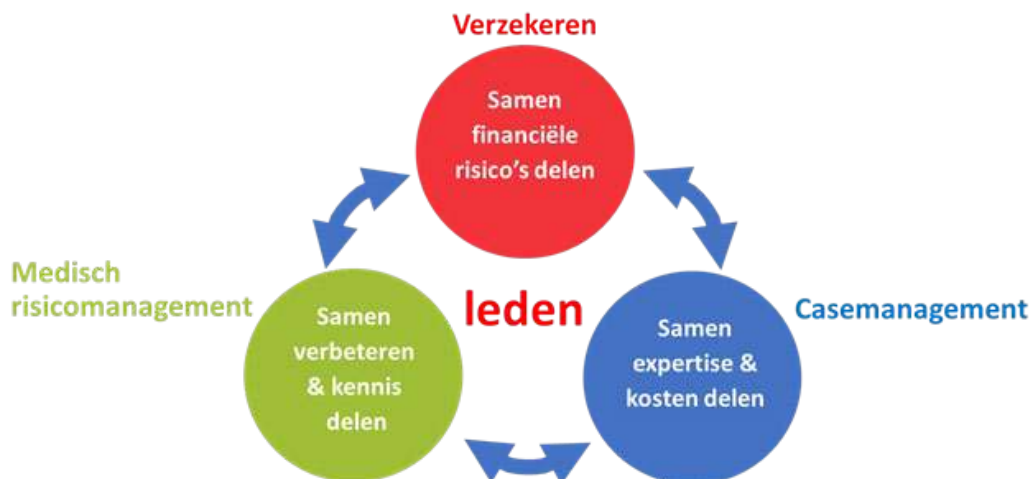 Verzekeren
Samen
financiële
risico's delen
Medisch
risicomanagement
Samen
verbeteren
& kennis
delen
leden
Samen
expertise &
kosten delen
Casemanagement